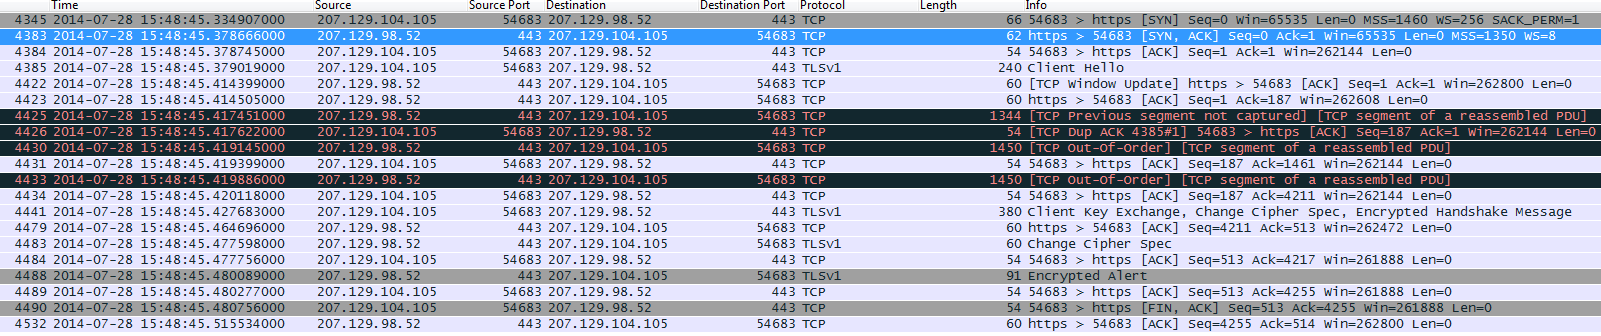 Time Source Source Port Destination Destination Port Protocol Length Info
4345 2014-07-28 15:48:45.334907000 207.129.104.105 54683 207.129.98.52 443 TCP 66 54683 > https [SYN] Seq=0 Win=65535 Len=0 MSS=1460 WS=256 SACK_PERM=1
4383 2014-07-28 15:48:45.378666000 207.129.98.52 443 207.129.104.105 54683 TCP 62 https > 54683 [SYN, ACK] Seq=0 Ack=1 Win=65535 Len=0 MSS=1350 WS=8
4384 2014-07-28 15:48:45.378745000 207.129.104.105 54683 207.129.98.52 443 TCP 54 54683 > https [ACK] Seq=1 Ack=1 Win=262144 Len=0
4385 2014-07-28 15:48:45.379019000 207.129.104.105 54683 207.129.98.52 443 TLSv1 240 Client Hello
4422 2014-07-28 15:48:45.414399000 207.129.98.52 443 207.129.104.105 54683 TCP 60 [TCP Window Update] https > 54683 [ACK] Seq=1 Ack=1 Win=262800 Len=0
4423 2014-07-28 15:48:45.414505000 207.129.98.52 443 207.129.104.105 54683 TCP 60 https > 54683 [ACK] Seq=1 Ack=187 Win=262608 Len=0
4425 2014-07-28 15:48:45.417451000 207.129.98.52 443 207.129.104.105 54683 TCP 1344 [TCP Previous segment not captured] [TCP segment of a reassembled PDU]
4426 2014-07-28 15:48:45.417622000 207.129.104.105 54683 207.129.98.52 443 TCP 54 [TCP Dup ACK 4385#1] 54683 > https [ACK] Seq=187 Ack=1 Win=262144 Len=0
4430 2014-07-28 15:48:45.419145000 207.129.98.52 443 207.129.104.105 54683 TCP 1450 [TCP Out-Of-Order] [TCP segment of a reassembled PDU]
4431 2014-07-28 15:48:45.419399000 207.129.104.105 54683 207.129.98.52 443 TCP 54 54683 > https [ACK] Seq=187 Ack=1461 Win=262144 Len=0
4433 2014-07-28 15:48:45.419886000 207.129.98.52 443 207.129.104.105 54683 TCP 1450 [TCP Out-Of-Order] [TCP segment of a reassembled PDU]
4434 2014-07-28 15:48:45.420118000 207.129.104.105 54683 207.129.98.52 443 TCP 54 54683 > https [ACK] Seq=187 Ack=4211 Win=262144 Len=0
4441 2014-07-28 15:48:45.427683000 207.129.104.105 54683 207.129.98.52 443 TLSv1 380 Client Key Exchange, Change Cipher Spec, Encrypted Handshake Message
4479 2014-07-28 15:48:45.464696000 207.129.98.52 443 207.129.104.105 54683 TCP 60 https > 54683 [ACK] Seq=4211 Ack=513 Win=262472 Len=0
4483 2014-07-28 15:48:45.477598000 207.129.98.52 443 207.129.104.105 54683 TLSv1 60 Change Cipher Spec
4484 2014-07-28 15:48:45.477756000 207.129.104.105 54683 207.129.98.52 443 TCP 54 54683 > https [ACK] Seq=513 Ack=4217 Win=261888 Len=0
4488 2014-07-28 15:48:45.480089000 207.129.98.52 443 207.129.104.105 54683 TLSv1 91 Encrypted Alert
4489 2014-07-28 15:48:45.480277000 207.129.104.105 54683 207.129.98.52 443 TCP 54 54683 > https [ACK] Seq=513 Ack=4255 Win=261888 Len=0
4490 2014-07-28 15:48:45.480756000 207.129.104.105 54683 207.129.98.52 443 TCP 54 54683 > https [FIN, ACK] Seq=513 Ack=4255 Win=261888 Len=0
4532 2014-07-28 15:48:45.515534000 207.129.98.52 443 207.129.104.105 54683 TCP 60 https > 54683 [ACK] Seq=4255 Ack=514 Win=262800 Len=0